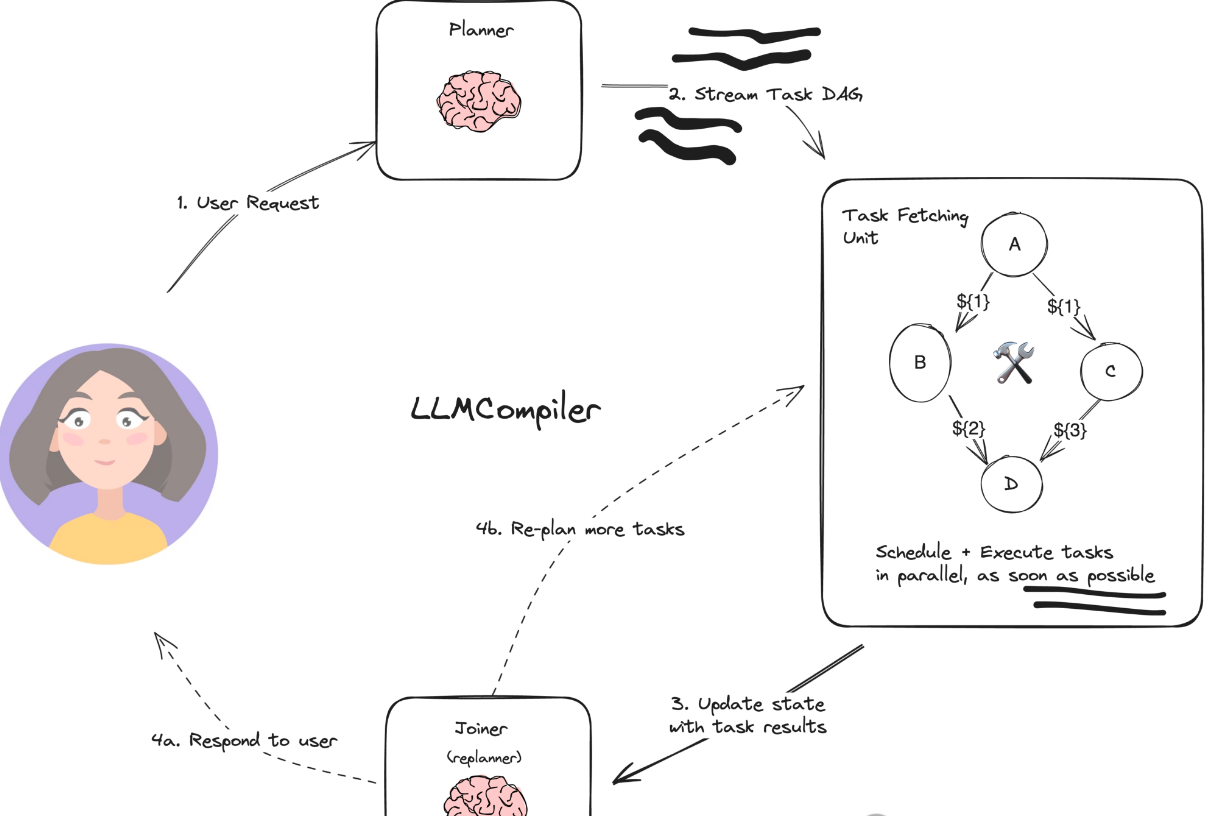 Planner
2. Stream Task DAG
1. User Request
Task Fetching
Unit
A
${1}
${1}
B
C
${2}
${3}
D
Schedule + Execute tasks
in parallel, as soon as possible
LLMCompiler
4b. Re-plan more tasks
3. Update state
with task results
4a. Respond to user
Joiner
(replanner)